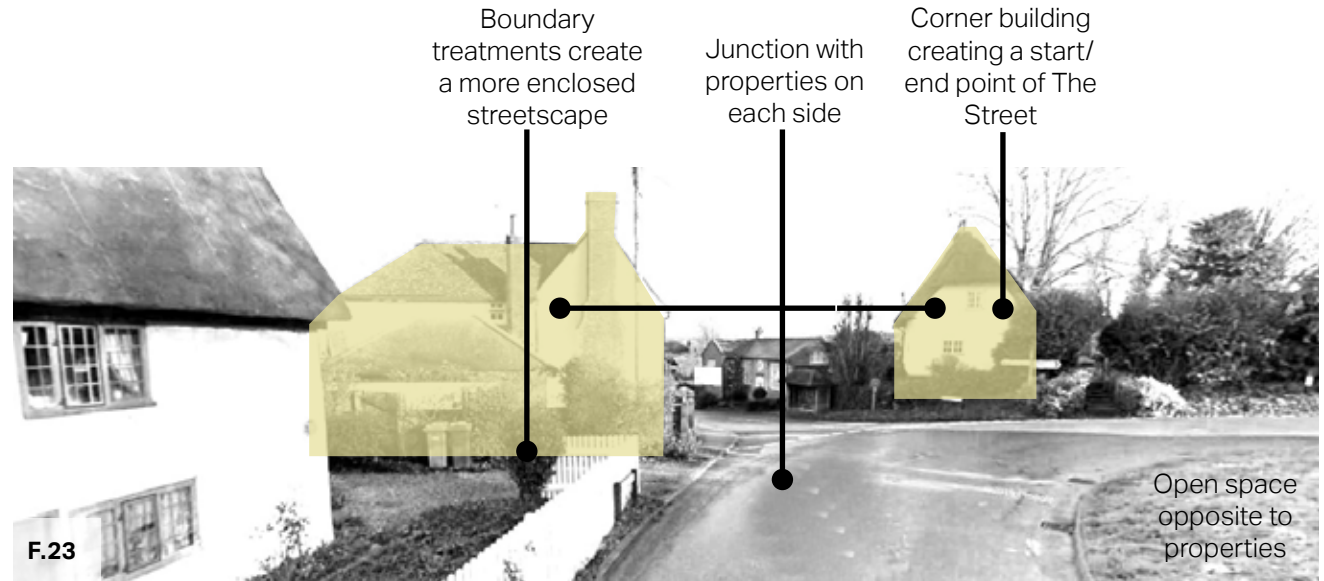 Boundary
treatments create
a more enclosed
streetscape
Junction with
properties on
each side
Corner building
creating a start/
end point of The
Street
Open space
opposite to
properties
F.23